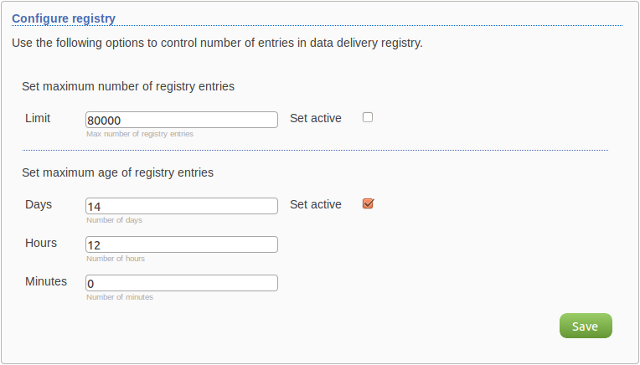 Configure registry
Use the following options to control number of entries in data delivery registry.
Set maximum number of registry entries
Limit 80000 Set active
Max number of registry entries
Set maximum age of registry entries
Days 14 Set active
Number of days
Hours 12
Number of hours
Minutes 0
Number of minutes
Save